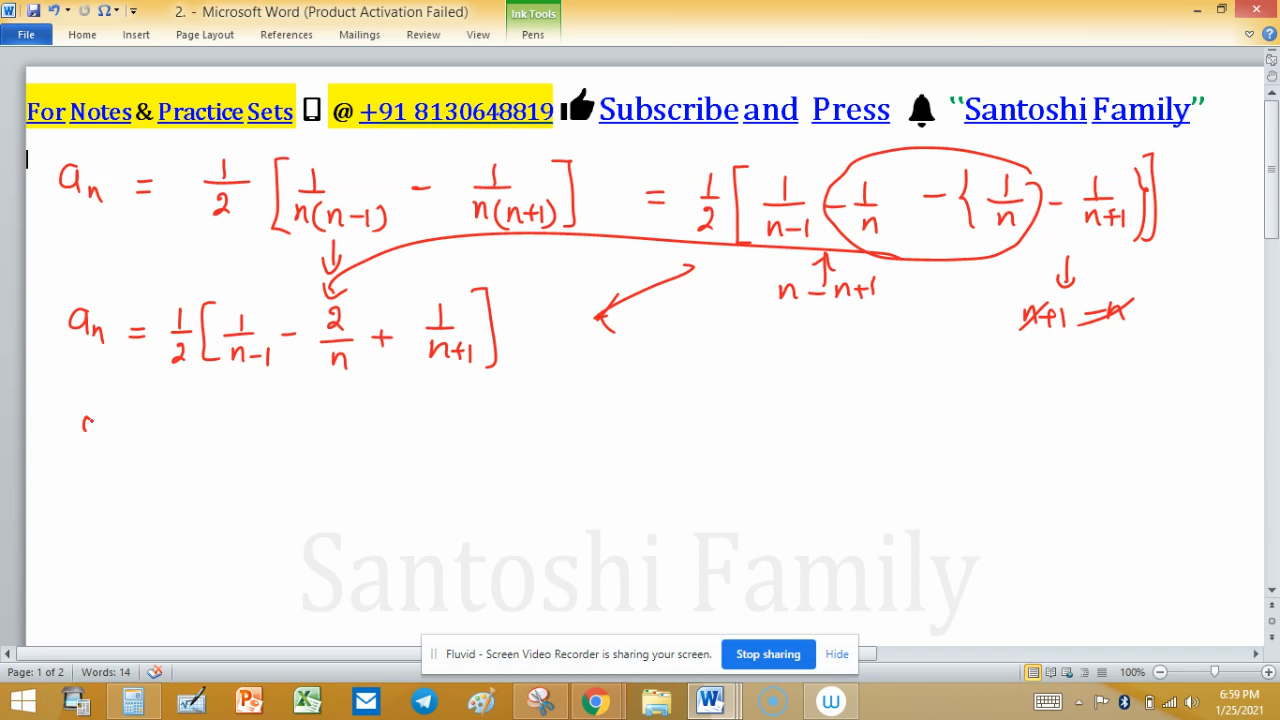 2. - Microsoft Word (Product Activation Failed)
Ink Tools
File Home Insert Page Layout References Mailings Review View Pens
For Notes & Practice Sets @ +91 8130648819 Subscribe and Press "Santoshi Family"
aₙ = 1/2 [1/n(n-1) - 1/n(n+1)] = 1/2 [1/n-1 - 1/n - {1/n - 1/n+1}]
n - n+1
n+1 = n
aₙ = 1/2 [1/n-1 - 2/n + 1/n+1]
Santoshi Family
Fluvid - Screen Video Recorder is sharing your screen. Stop sharing Hide
Page: 1 of 2 Words: 14 100%
W
6:59 PM
1/25/2021